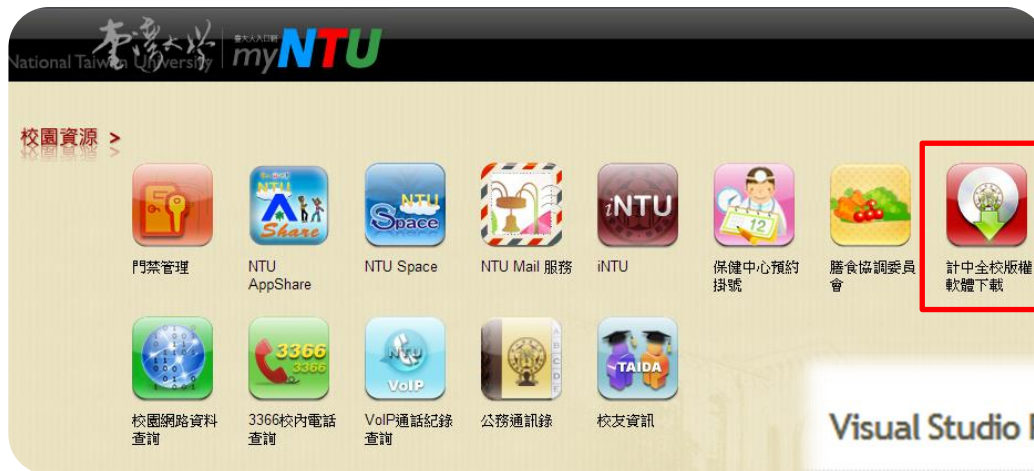 臺灣大學
National Taiwan University
臺大人入口網
myNTU
校園資源 >
NTU
Share
NTU
Space
iNTU
12
門禁管理
NTU
AppShare
NTU Space
NTU Mail 服務
iNTU
保健中心預約
掛號
膳食協調委員
會
計中全校版權
軟體下載
3366
3366
NTU
VoIP
TAIDA
校園網路資料
查詢
3366校內電話
查詢
VoIP通話紀錄
查詢
公務通訊錄
校友資訊
Visual Studio